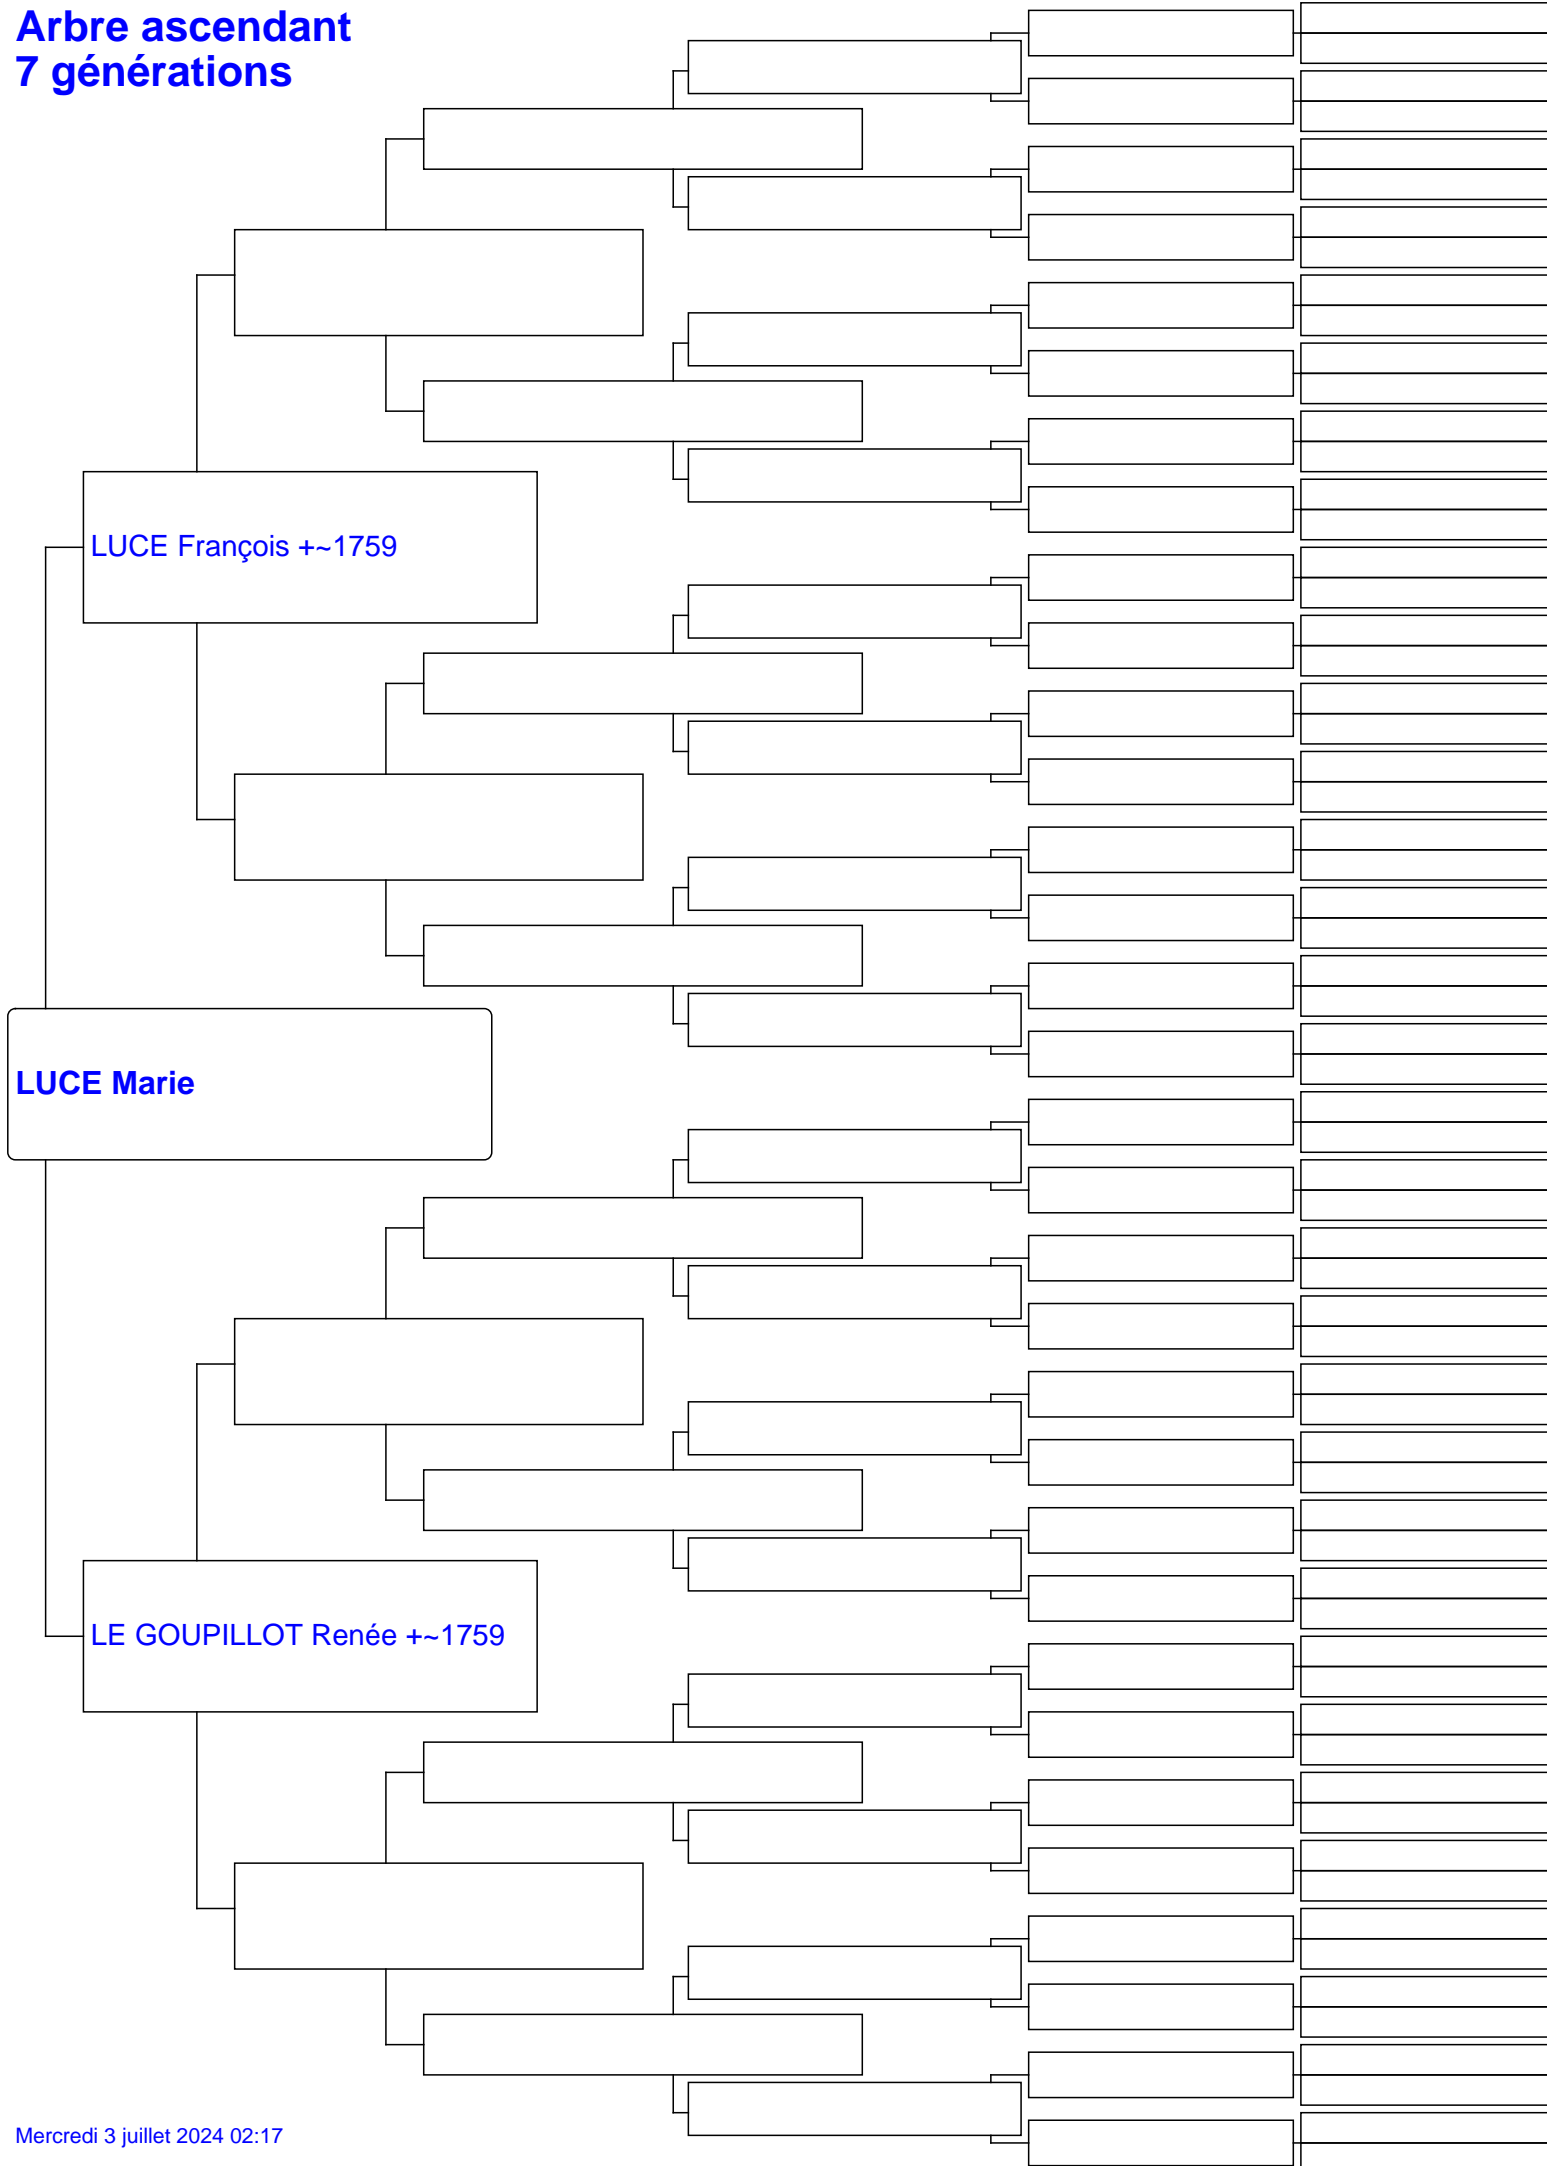 Arbre ascendant
7 générations
LUCE François +~1759
LUCE Marie
LE GOUPILLOT Renée +~1759
Mercredi 3 juillet 2024 02:17